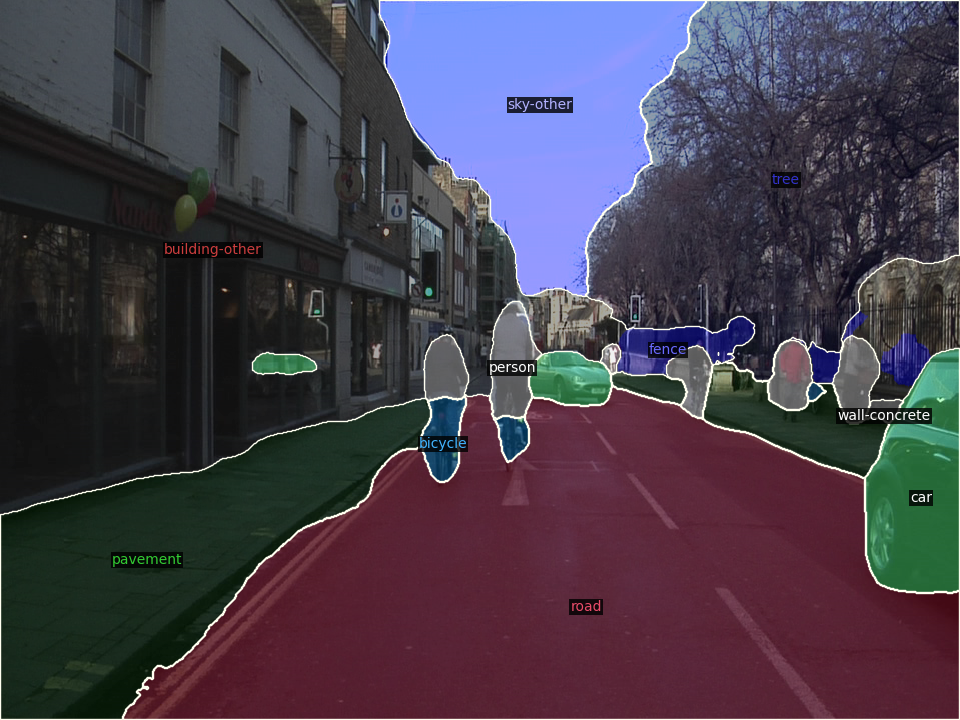 sky-other
tree
building-other
fence
person
wall-concrete
bicycle
car
pavement
road